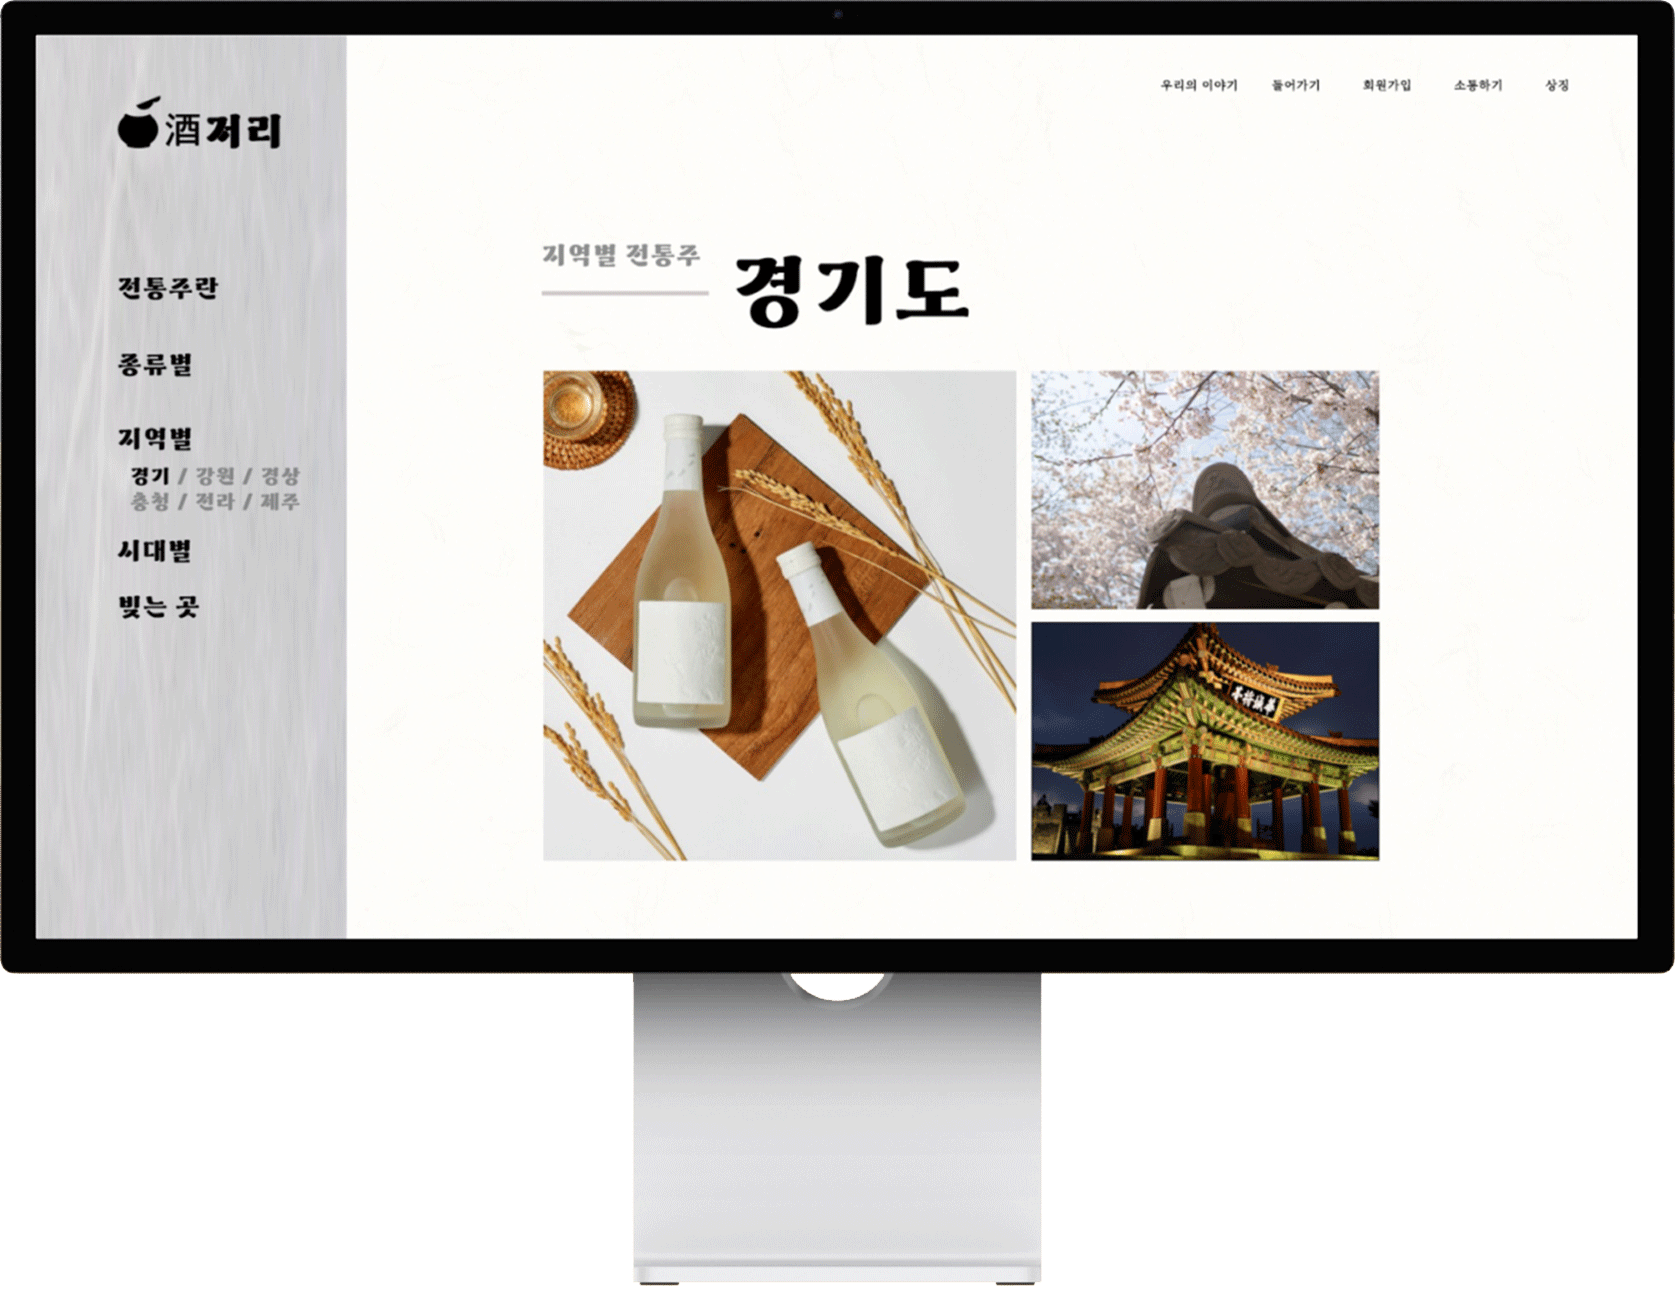 酒저리
우리의 이야기 들어가기 회원가입 소통하기 상징
전통주란
종류별
지역별
경기 / 강원 / 경상
충청 / 전라 / 제주
시대별
빚는 곳
지역별 전통주
경기도